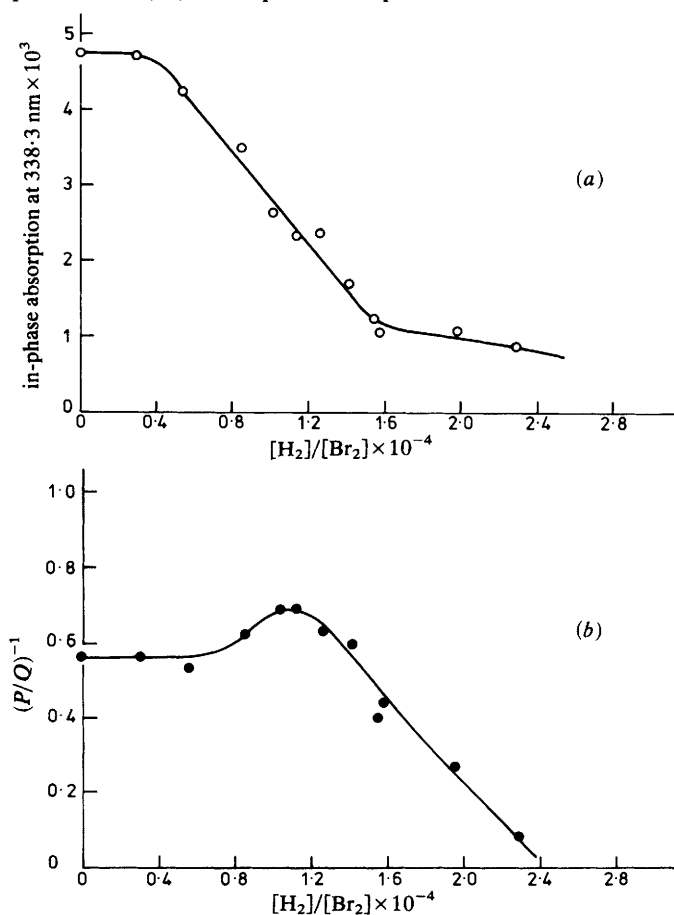 5
4
3
2
1
0
in-phase absorption at 338·3 nm × 10³
(a)
0 0·4 0·8 1·2 1·6 2·0 2·4 2·8
[H₂]/[Br₂] × 10⁻⁴
1·0
0·8
0·6
0·4
0·2
0
(P/Q)⁻¹
(b)
0 0·4 0·8 1·2 1·6 2·0 2·4 2·8
[H₂]/[Br₂] × 10⁻⁴